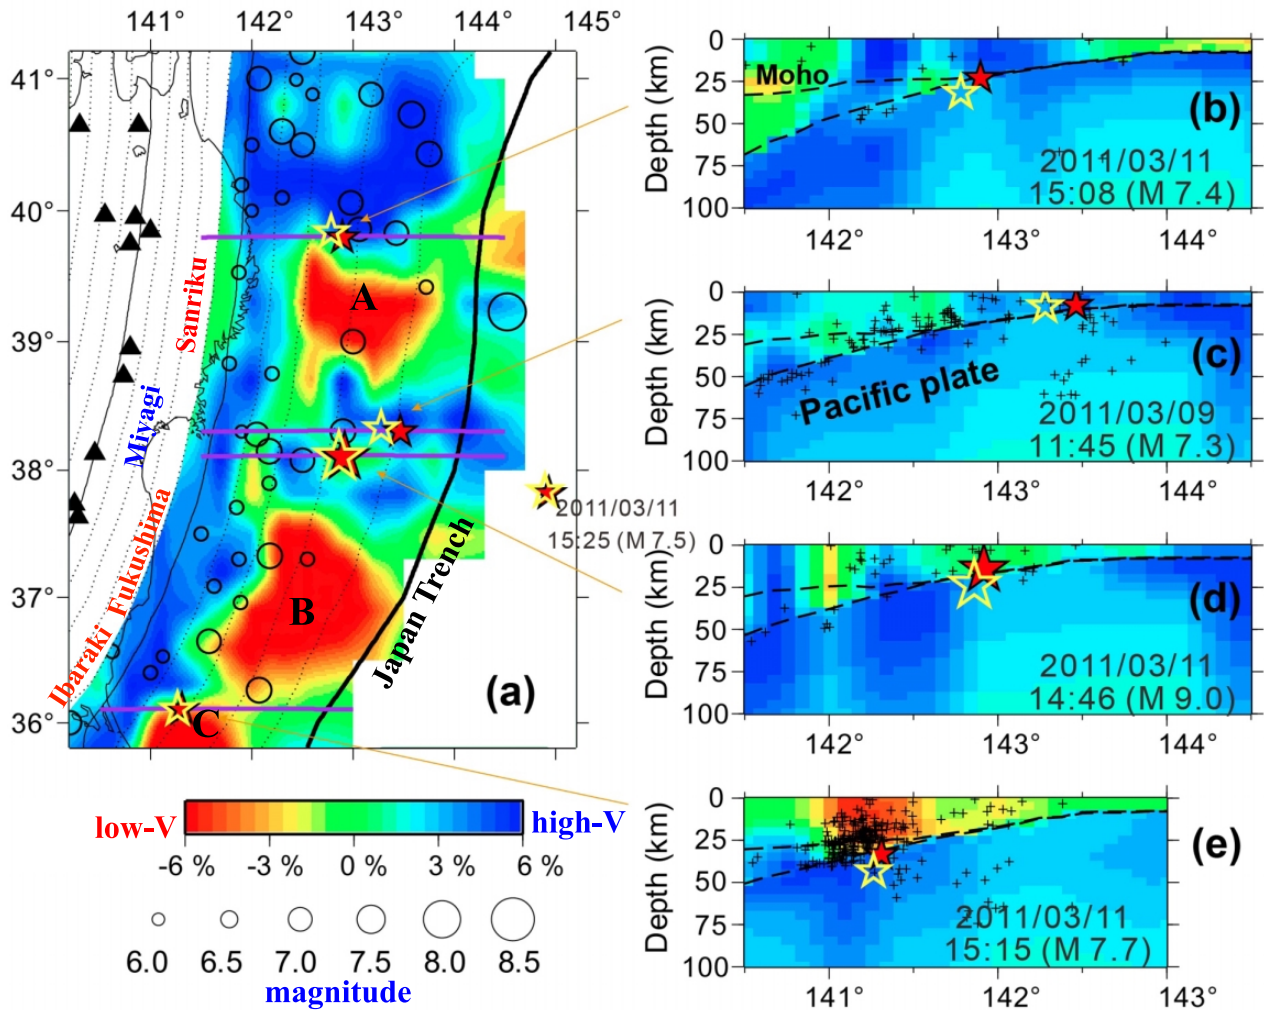 141° 142° 143° 144° 145°
41°
40°
39°
38°
37°
36°
Sanriku
Miyagi
Fukushima
Ibaraki
A
B
C
Japan Trench
(a)
2011/03/11
15:25 (M 7.5)
low-V
high-V
-6 % -3 % 0 % 3 % 6 %
6.0 6.5 7.0 7.5 8.0 8.5
magnitude
Depth (km)
0
25
50
75
100
Moho
(b)
2011/03/11
15:08 (M 7.4)
142° 143° 144°
Depth (km)
0
25
50
75
100
Pacific plate
(c)
2011/03/09
11:45 (M 7.3)
142° 143° 144°
Depth (km)
0
25
50
75
100
(d)
2011/03/11
14:46 (M 9.0)
142° 143° 144°
Depth (km)
0
25
50
75
100
(e)
2011/03/11
15:15 (M 7.7)
141° 142° 143°